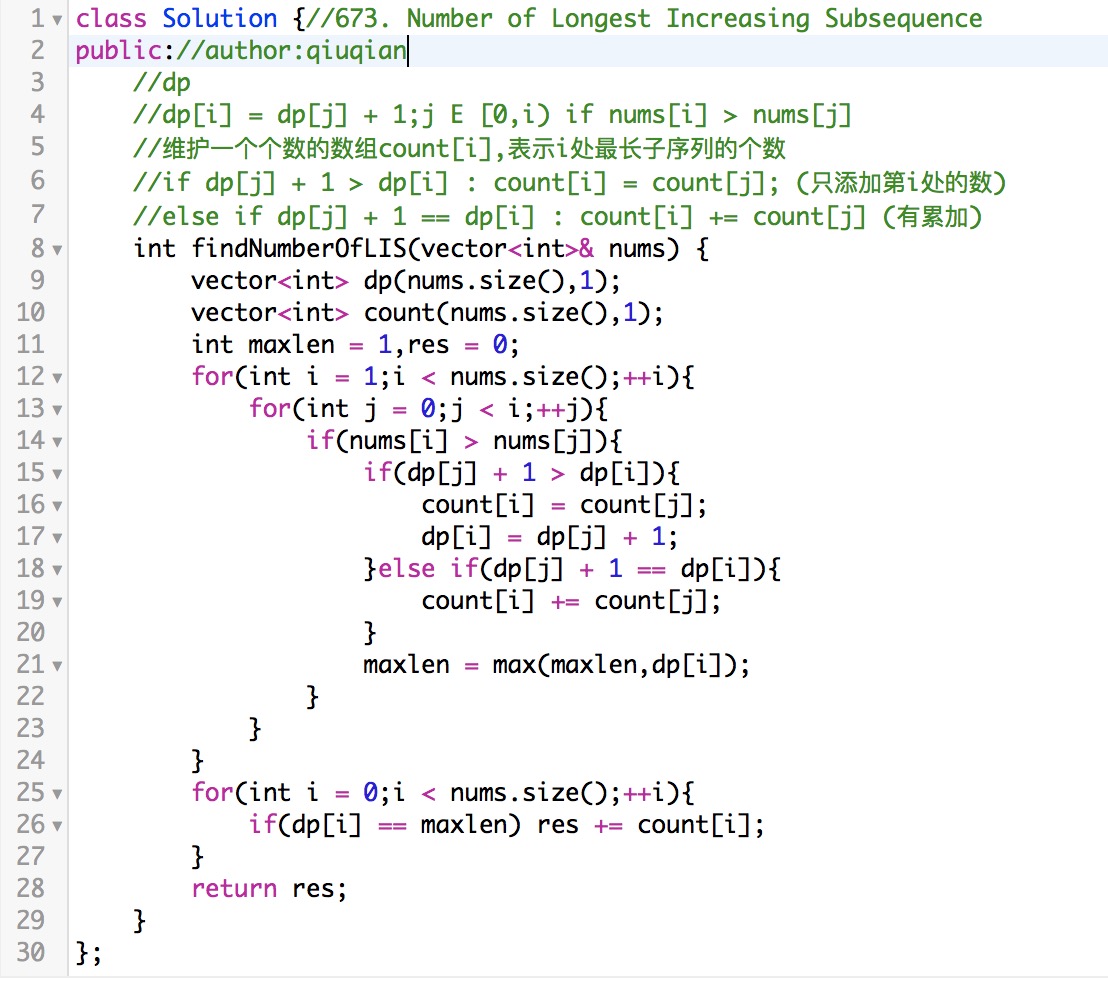 1 class Solution {//673. Number of Longest Increasing Subsequence
2 public://author:qiuqian
3     //dp
4     //dp[i] = dp[j] + 1;j E [0,i) if nums[i] > nums[j]
5     //维护一个个数的数组count[i],表示i处最长子序列的个数
6     //if dp[j] + 1 > dp[i] : count[i] = count[j]; (只添加第i处的数)
7     //else if dp[j] + 1 == dp[i] : count[i] += count[j] (有累加)
8     int findNumberOfLIS(vector<int>& nums) {
9         vector<int> dp(nums.size(),1);
10         vector<int> count(nums.size(),1);
11         int maxlen = 1,res = 0;
12         for(int i = 1;i < nums.size();++i){
13             for(int j = 0;j < i;++j){
14                 if(nums[i] > nums[j]){
15                     if(dp[j] + 1 > dp[i]){
16                         count[i] = count[j];
17                         dp[i] = dp[j] + 1;
18                     }else if(dp[j] + 1 == dp[i]){
19                         count[i] += count[j];
20                     }
21                     maxlen = max(maxlen,dp[i]);
22                 }
23             }
24         }
25         for(int i = 0;i < nums.size();++i){
26             if(dp[i] == maxlen) res += count[i];
27         }
28         return res;
29     }
30 };